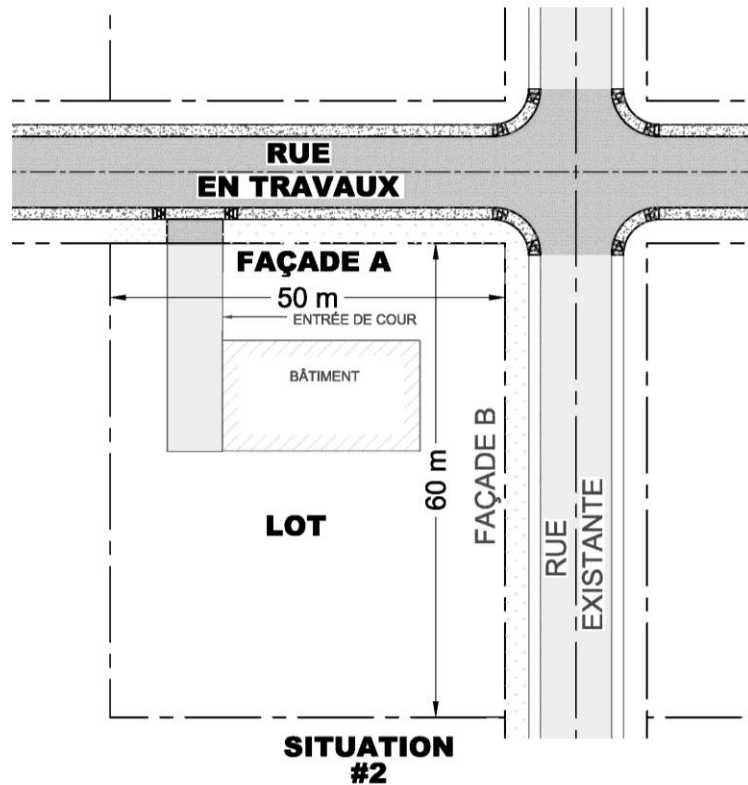 RUE
EN TRAVAUX
FAÇADE A
50 m
ENTRÉE DE COUR
BÂTIMENT
FAÇADE B
60 m
LOT
RUE
EXISTANTE
SITUATION
#2